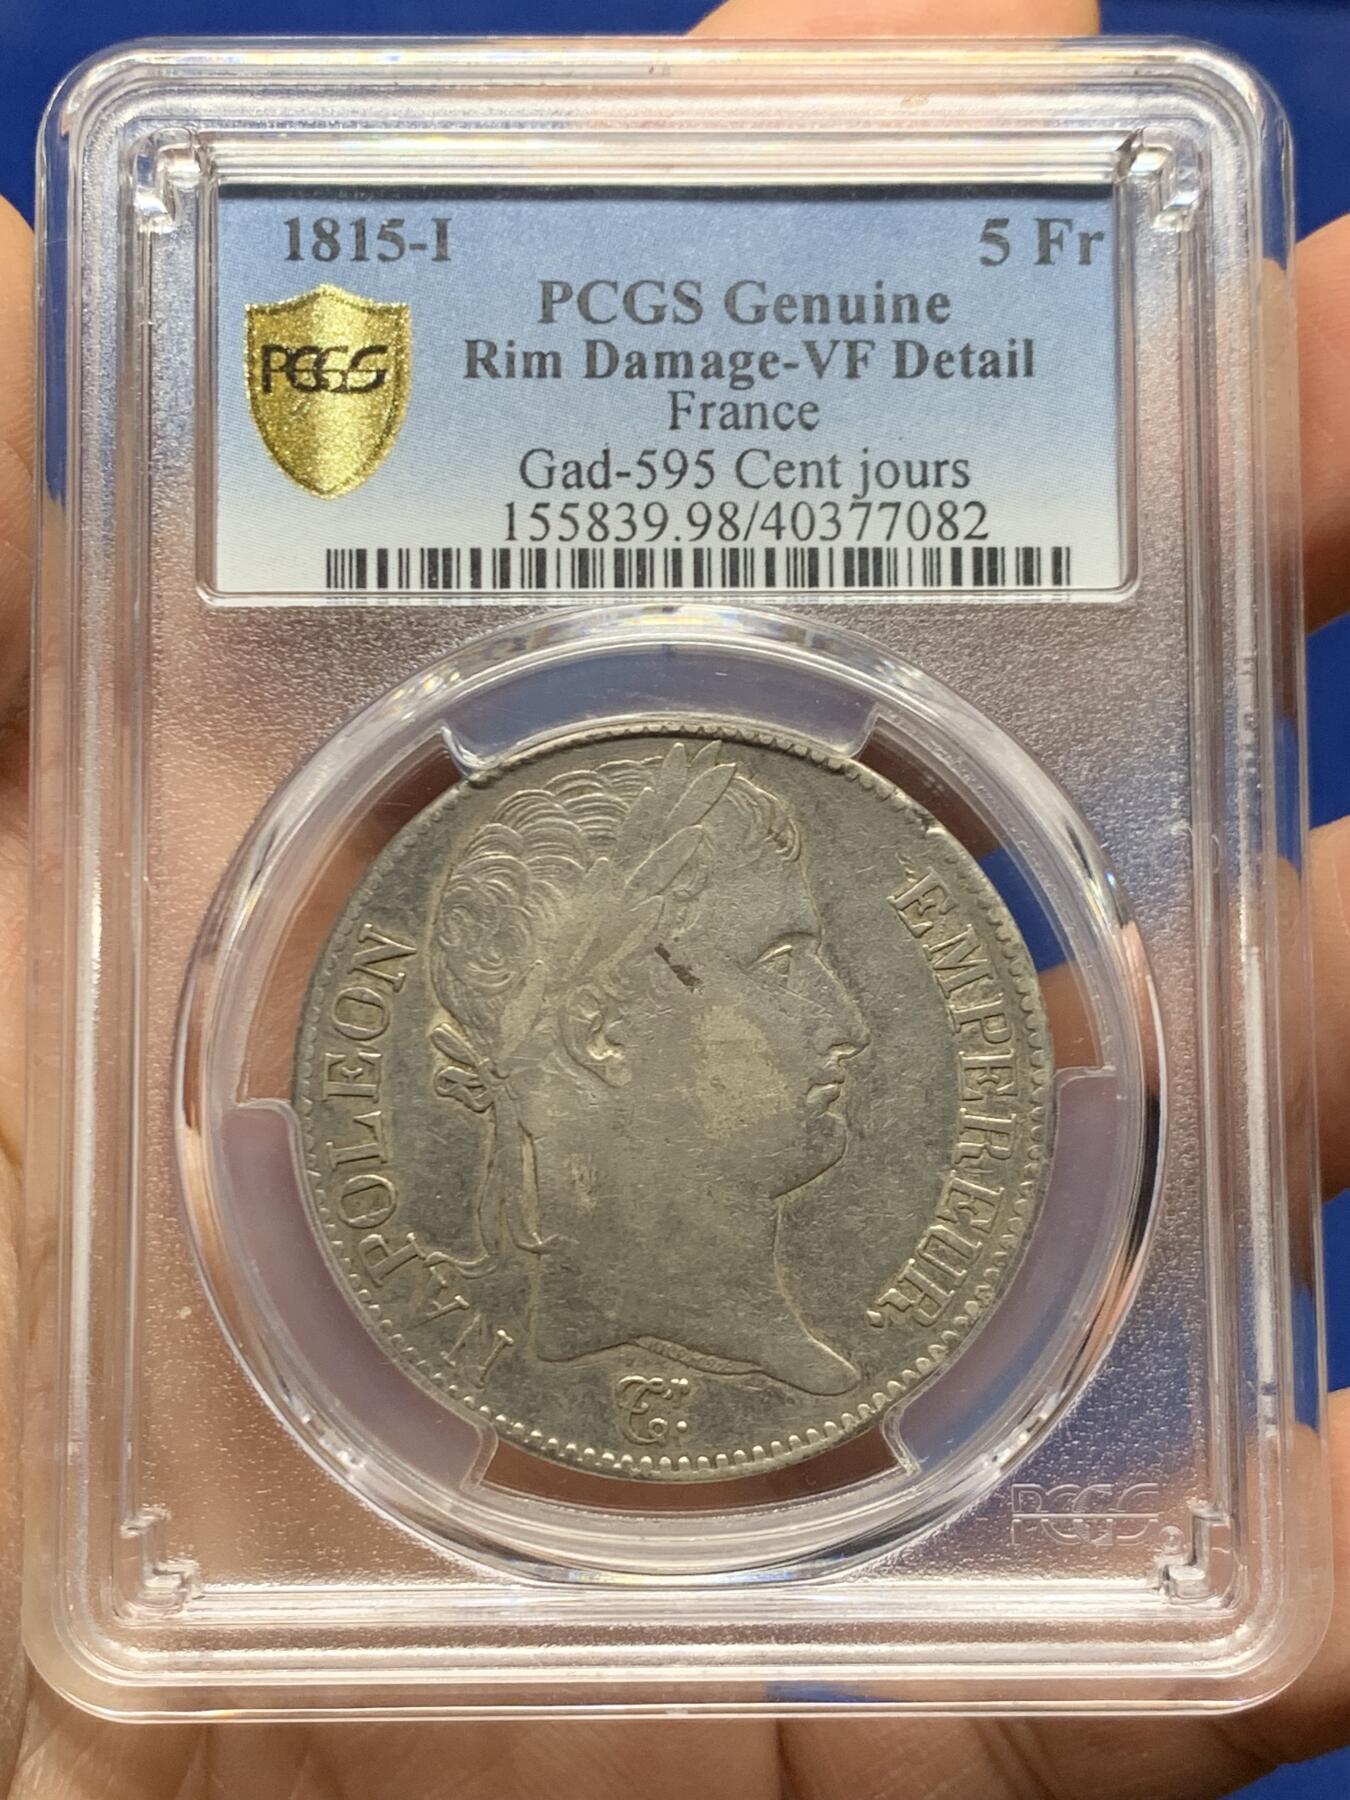 1815-I 5 Fr
PCGS Genuine
Rim Damage-VF Detail
France
Gad-595 Cent jours
155839.98/40377082
PCGS
NAPOLEON EMPEREUR.
PCGS